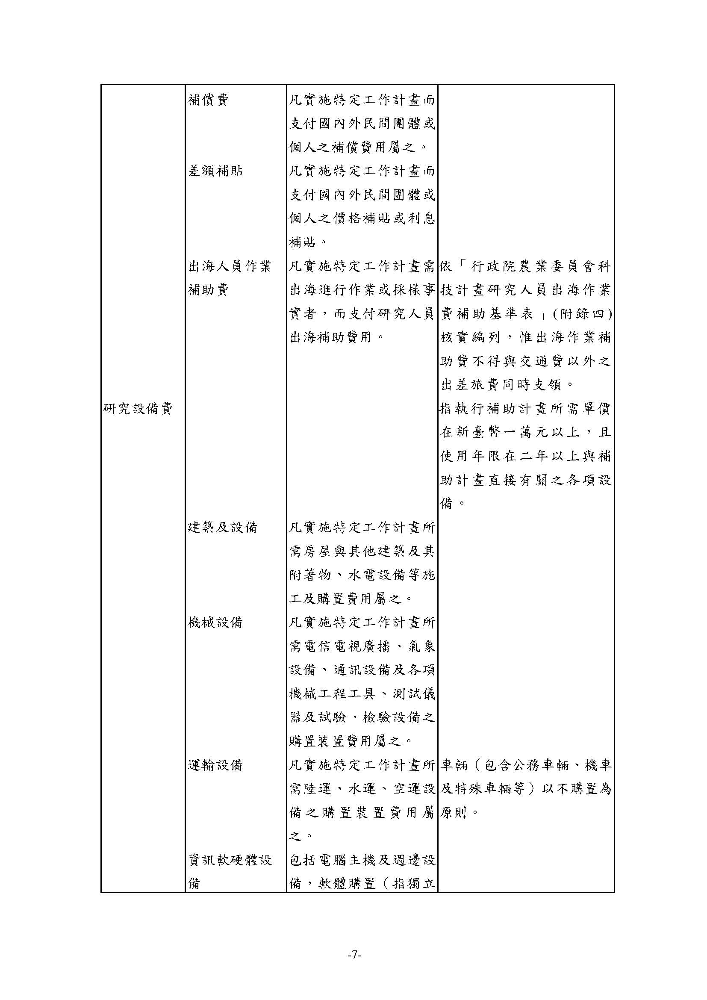 補償費
凡實施特定工作計畫而
支付國內外民間團體或
個人之補償費用屬之。
差額補貼
凡實施特定工作計畫而
支付國內外民間團體或
個人之價格補貼或利息
補貼。
出海人員作業
補助費
凡實施特定工作計畫需
出海進行作業或採樣事
實者，而支付研究人員
出海補助費用。
依「行政院農業委員會科
技計畫研究人員出海作業
費補助基準表」(附錄四)
核實編列，惟出海作業補
助費不得與交通費以外之
出差旅費同時支領。
研究設備費
指執行補助計畫所需單價
在新臺幣一萬元以上，且
使用年限在二年以上與補
助計畫直接有關之各項設
備。
建築及設備
凡實施特定工作計畫所
需房屋與其他建築及其
附著物、水電設備等施
工及購置費用屬之。
機械設備
凡實施特定工作計畫所
需電信電視廣播、氣象
設備、通訊設備及各項
機械工程工具、測試儀
器及試驗、檢驗設備之
購置裝置費用屬之。
運輸設備
凡實施特定工作計畫所
需陸運、水運、空運設
備之購置裝置費用屬
之。
車輛（包含公務車輛、機車
及特殊車輛等）以不購置為
原則。
資訊軟硬體設
備
包括電腦主機及週邊設
備，軟體購置（指獨立
-7-